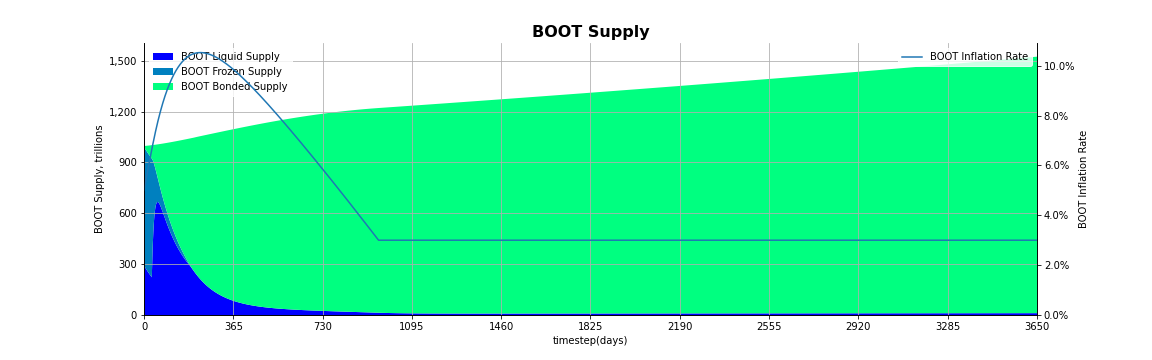 BOOT Supply
BOOT Liquid Supply
BOOT Frozen Supply
BOOT Bonded Supply
BOOT Inflation Rate
BOOT Supply, trillions
1,500
1,200
900
600
300
0
10.0%
8.0%
6.0%
4.0%
2.0%
0.0%
BOOT Inflation Rate
0 365 730 1095 1460 1825 2190 2555 2920 3285 3650
timestep(days)